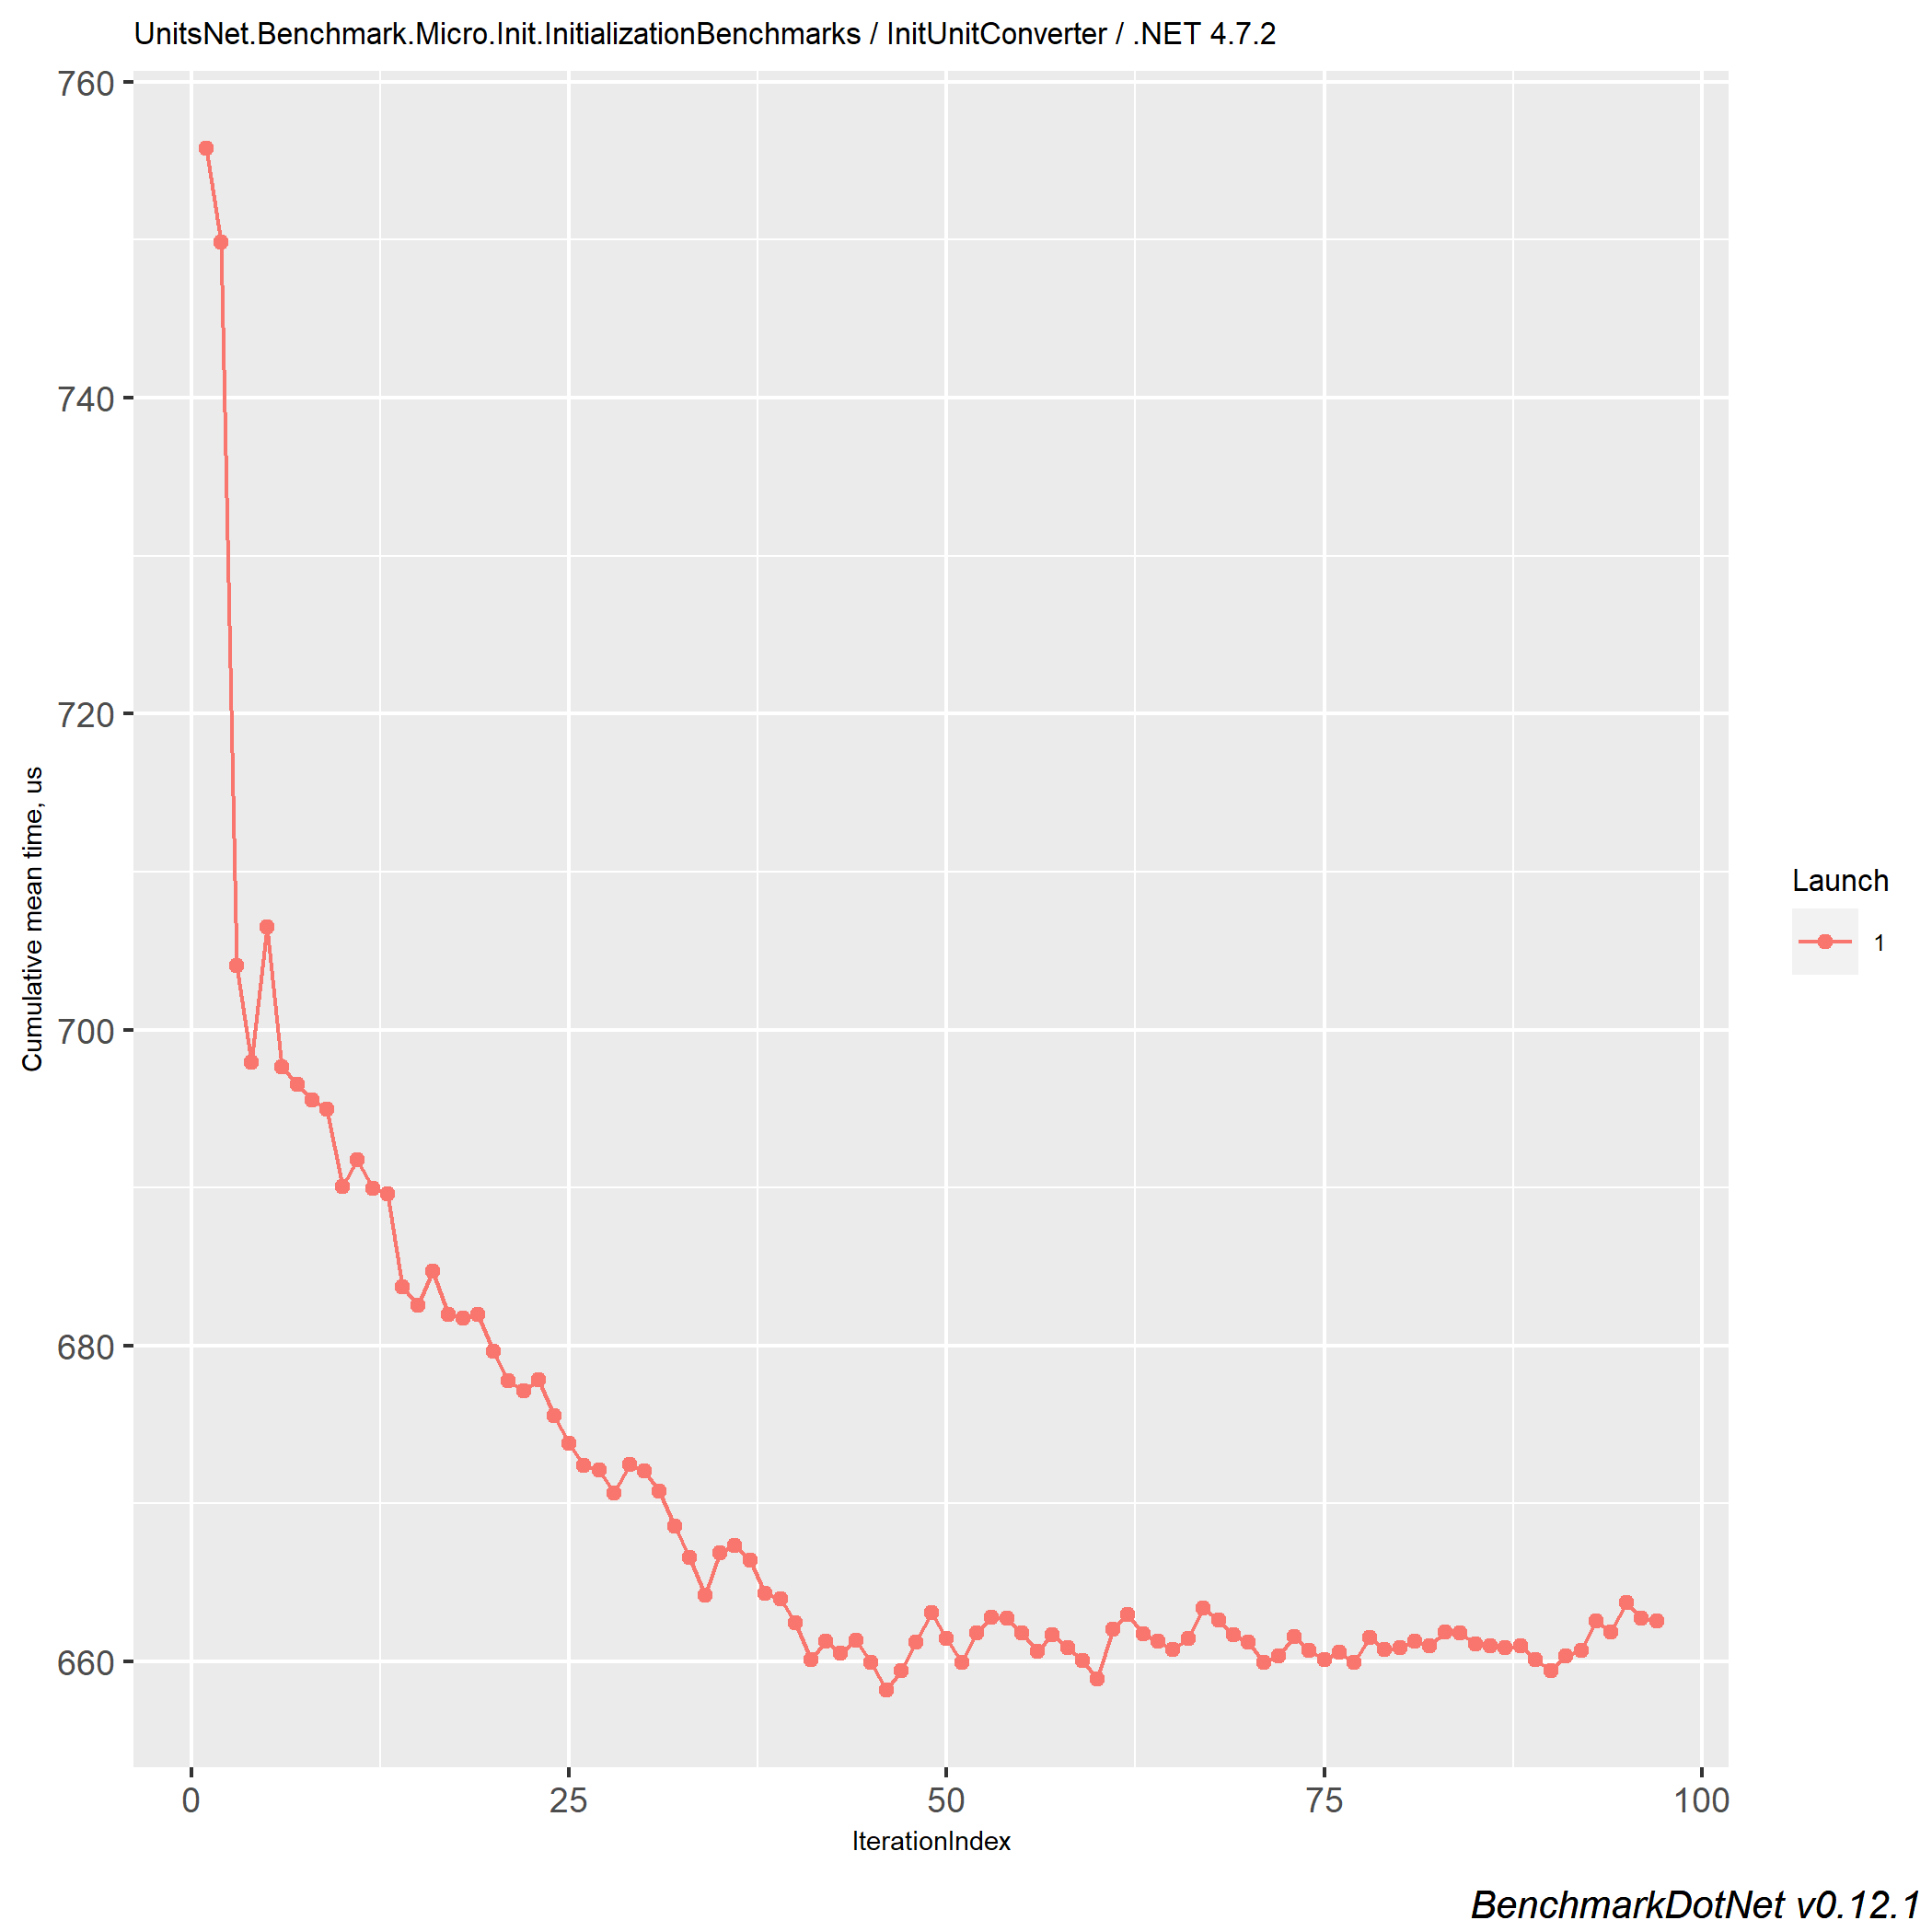 UnitsNet.Benchmark.Micro.Init.InitializationBenchmarks / InitUnitConverter / .NET 4.7.2
760
740
720
700
680
660
Cumulative mean time, us
0 25 50 75 100
IterationIndex
Launch
1
BenchmarkDotNet v0.12.1